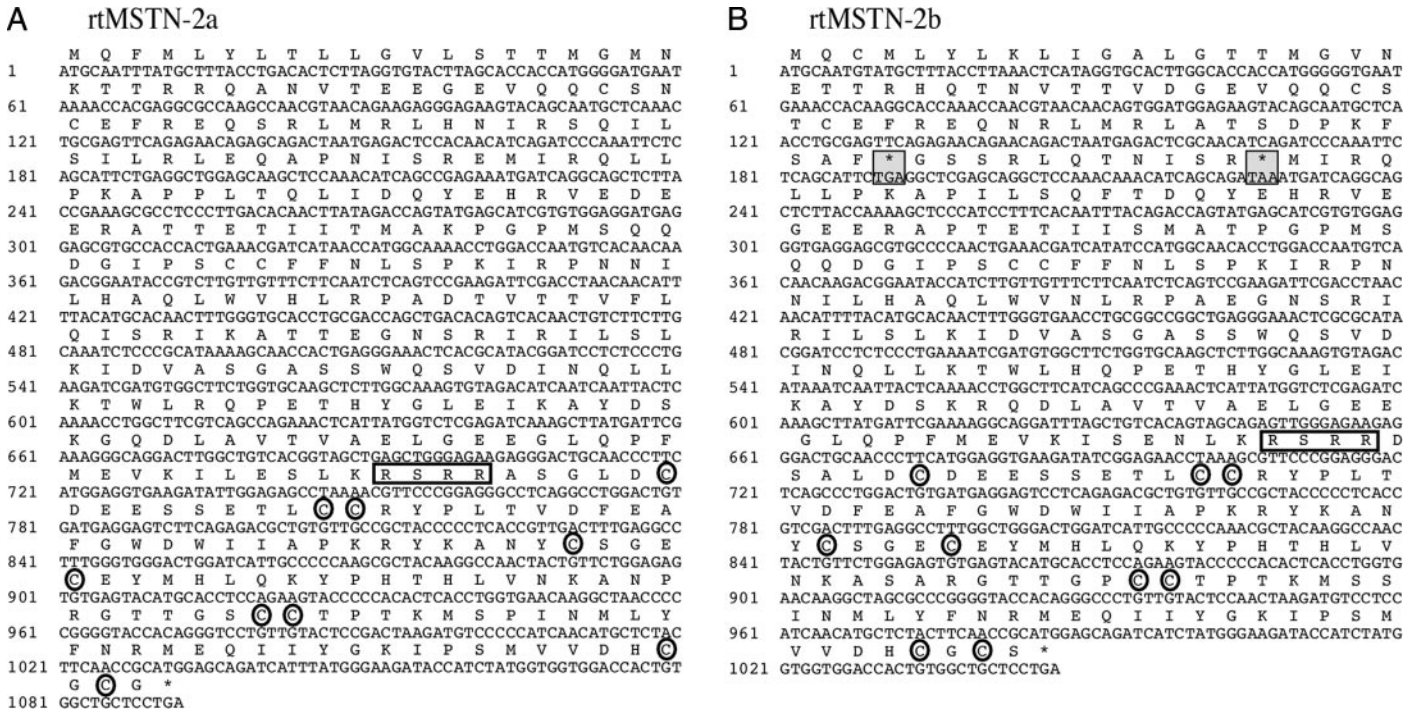 A rtMSTN-2a
M Q F M L Y L T L L G V L S T T M G M N
1 ATGCAATTTATGCTTTACCTGACACTCTTAGGTGTACTTAGCACCACCATGGGGATGAAT
K T T R R Q A N V T E E G E V Q Q C S N
61 AAAACCACGAGGCGCCAAGCCAACGTAACAGAAGAGGGAGAAGTACAGCAATGCTCAAAC
C E F R E Q S R L M R L H N I R S Q I L
121 TGCGAGTTCAGAGAACAGAGCAGACTAATGAGACTCCACAACATCAGATCCCAAATTCTC
S I L R L E Q A P N I S R E M I R Q L L
181 AGCATTCTGAGGCTGGAGCAAGCTCCAAACATCAGCCGAGAAATGATCAGGCAGCTCTTA
P K A P P L T Q L I D Q Y E H R V E D E
241 CCGAAAGCGCCTCCCTTGACACAACTTATAGACCAGTATGAGCATCGTGTGGAGGATGAG
E R A T T E T I I T M A K P G P M S Q Q
301 GAGCGTGCCACCACTGAAACGATCATAACCATGGCAAAACCTGGACCAATGTCACAACAA
D G I P S C C F F N L S P K I R P N N I
361 GACGGAATACCGTCTTGTTGTTTCTTCAATCTCAGTCCGAAGATTCGACCTAACAACATT
L H A Q L W V H L R P A D T V T T V F L
421 TTACATGCACAACTTTGGGTGCACCTGCGACCAGCTGACACAGTCACAACTGTCTTCTTG
Q I S R I K A T T E G N S R I R I L S L
481 CAAATCTCCCGCATAAAAGCAACCACTGAGGGAAACTCACGCATACGGATCCTCTCCCTG
K I D V A S G A S S W Q S V D I N Q L L
541 AAGATCGATGTGGCTTCTGGTGCAAGCTCTTGGCAAAGTGTAGACATCAATCAATTACTC
K T W L R Q P E T H Y G L E I K A Y D S
601 AAAACCTGGCTTCGTCAGCCAGAAACTCATTATGGTCTCGAGATCAAAGCTTATGATTCG
K G Q D L A V T V A E L G E E G L Q P F
661 AAAGGGCAGGACTTGGCTGTCACGGTAGCTGAGCTGGGAGAAGAGGGACTGCAACCCTTC
M E V K I L E S L K R S R R A S G L D C
721 ATGGAGGTGAAGATATTGGAGAGCCTAAAACGTTCCCGGAGGGCCTCAGGCCTGGACTGT
D E E S S E T L C C R Y P L T V D F E A
781 GATGAGGAGTCTTCAGAGACGCTGTGTTGCCGCTACCCCCTCACCGTTGACTTTGAGGCC
F G W D W I I A P K R Y K A N Y C S G E
841 TTTGGGTGGGACTGGATCATTGCCCCCAAGCGCTACAAGGCCAACTACTGTTCTGGAGAG
C E Y M H L Q K Y P H T H L V N K A N P
901 TGTGAGTACATGCACCTCCAGAAGTACCCCCACACTCACCTGGTGAACAAGGCTAACCCC
R G T T G S C C T P T K M S P I N M L Y
961 CGGGGTACCACAGGGTCCTGTTGTACTCCGACTAAGATGTCCCCCATCAACATGCTCTAC
F N R M E Q I I Y G K I P S M V V D H C
1021 TTCAACCGCATGGAGCAGATCATTTATGGGAAGATACCATCTATGGTGGTGGACCACTGT
G C G *
1081 GGCTGCTCCTGA
B rtMSTN-2b
M Q C M L Y L K L I G A L G T T M G V N
1 ATGCAATGTATGCTTTACCTTAAACTCATAGGTGCACTTGGCACCACCATGGGGGTGAAT
E T T R H Q T N V T T V D G E V Q Q C S
61 GAAACCACAAGGCACCAAACCAACGTAACAACAGTGGATGGAGAAGTACAGCAATGCTCA
T C E F R E Q N R L M R L A T S D P K F
121 ACCTGCGAGTTCAGAGAACAGAACAGACTAATGAGACTCGCAACATCAGATCCCAAATTC
S A F * G S S R L Q T N I S R * M I R Q
181 TCAGCATTCTGAGGCTCGAGCAGGCTCCAAACAAACATCAGCAGATAAATGATCAGGCAG
L L P K A P I L S Q F T D Q Y E H R V E
241 CTCTTACCAAAAGCTCCCATCCTTTCACAATTTACAGACCAGTATGAGCATCGTGTGGAG
G E E R A P T E T I I S M A T P G P M S
301 GGTGAGGAGCGTGCCCCAACTGAAACGATCATATCCATGGCAACACCTGGACCAATGTCA
Q Q D G I P S C C F F N L S P K I R P N
361 CAACAAGACGGAATACCATCTTGTTGTTTCTTCAATCTCAGTCCGAAGATTCGACCTAAC
N I L H A Q L W V N L R P A E G N S R I
421 AACATTTTACATGCACAACTTTGGGTGAACCTGCGGCCGGCTGAGGGAAACTCGCGCATA
R I L S L K I D V A S G A S S W Q S V D
481 CGGATCCTCTCCCTGAAAATCGATGTGGCTTCTGGTGCAAGCTCTTGGCAAAGTGTAGAC
I N Q L L K T W L H Q P E T H Y G L E I
541 ATAAATCAATTACTCAAAACCTGGCTTCATCAGCCCGAAACTCATTATGGTCTCGAGATC
K A Y D S K R Q D L A V T V A E L G E E
601 AAAGCTTATGATTCGAAAAGGCAGGATTTAGCTGTCACAGTAGCAGAGTTGGGAGAAGAG
G L Q P F M E V K I S E N L K R S R R
661 GGACTGCAACCCTTCATGGAGGTGAAGATATCGGAGAACCTAAAGCGTTCCCGGAGGGAC
S A L D C D E E S S E T L C C R Y P L T
721 TCAGCCCTGGACTGTGATGAGGAGTCCTCAGAGACGCTGTGTTGCCGCTACCCCCTCACC
V D F E A F G W D W I I A P K R Y K A N
781 GTCGACTTTGAGGCCTTTGGCTGGGACTGGATCATTGCCCCCAAACGCTACAAGGCCAAC
Y C S G E C E Y M H L Q K Y P H T H L V
841 TACTGTTCTGGAGAGTGTGAGTACATGCACCTCCAGAAGTACCCCCACACTCACCTGGTG
N K A S A R G T T G P C C T P T K M S S
901 AACAAGGCTAGCGCCCGGGGTACCACAGGGCCCTGTTGTACTCCAACTAAGATGTCCTCC
I N M L Y F N R M E Q I I Y G K I P S M
961 ATCAACATGCTCTACTTCAACCGCATGGAGCAGATCATCTATGGGAAGATACCATCTATG
V V D H C G C S *
1021 GTGGTGGACCACTGTGGCTGCTCCTGA